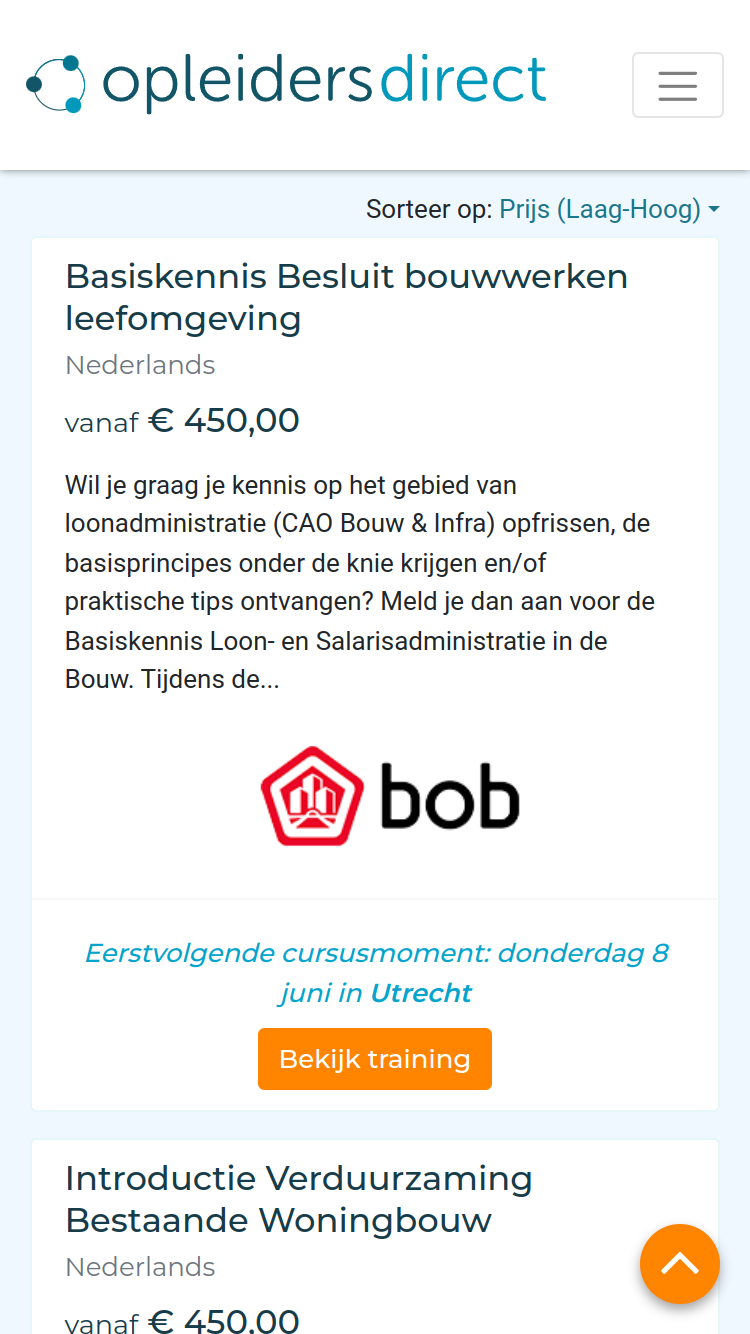 opleidersdirect
Sorteer op: Prijs (Laag-Hoog)
Basiskennis Besluit bouwwerken
leefomgeving
Nederlands
vanaf € 450,00
Wil je graag je kennis op het gebied van
loonadministratie (CAO Bouw & Infra) opfrissen, de
basisprincipes onder de knie krijgen en/of
praktische tips ontvangen? Meld je dan aan voor de
Basiskennis Loon- en Salarisadministratie in de
Bouw. Tijdens de...
bob
Eerstvolgende cursusmoment: donderdag 8
juni in Utrecht
Bekijk training
Introductie Verduurzaming
Bestaande Woningbouw
Nederlands
vanaf € 450,00